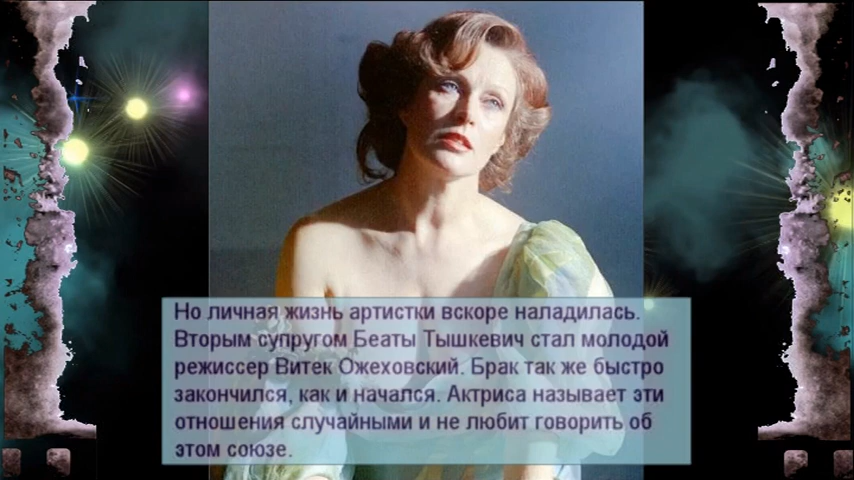 Но личная жизнь артистки вскоре наладилась.
Вторым супругом Беаты Тышкевич стал молодой
режиссер Витек Ожеховский. Брак так же быстро
закончился, как и начался. Актриса называет эти
отношения случайными и не любит говорить об
этом союзе.